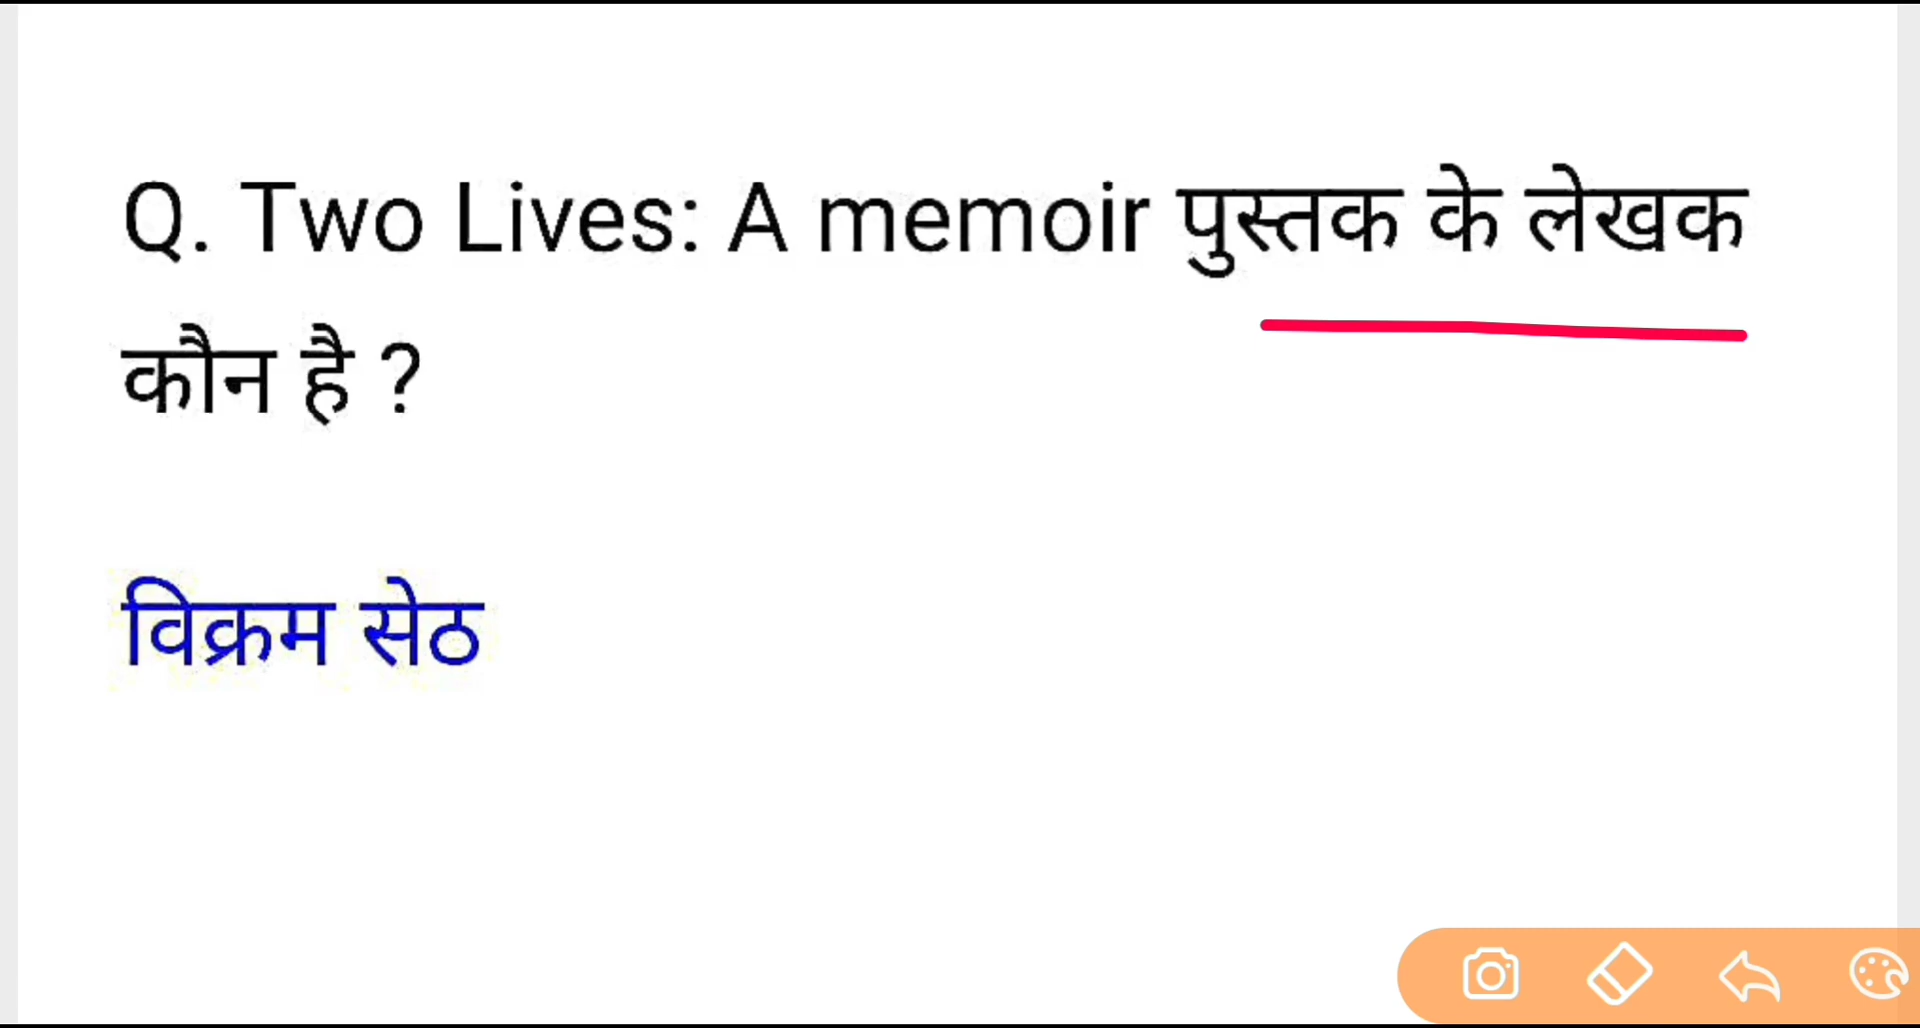 Q. Two Lives: A memoir पुस्तक के लेखक
कौन है ?
विक्रम सेठ